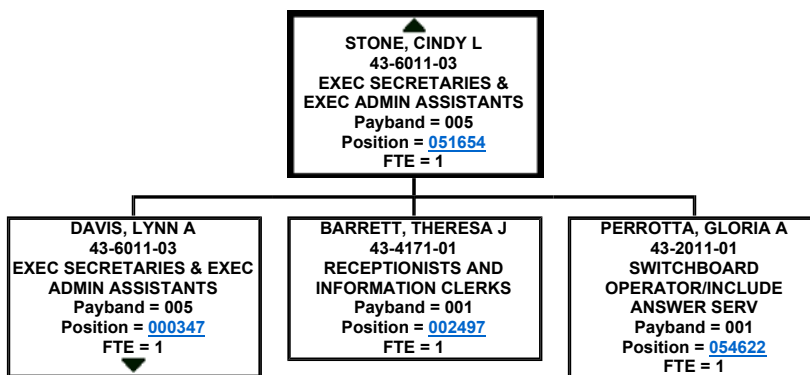 STONE, CINDY L
43-6011-03
EXEC SECRETARIES &
EXEC ADMIN ASSISTANTS
Payband = 005
Position = 051654
FTE = 1
DAVIS, LYNN A
43-6011-03
EXEC SECRETARIES & EXEC
ADMIN ASSISTANTS
Payband = 005
Position = 000347
FTE = 1
BARRETT, THERESA J
43-4171-01
RECEPTIONISTS AND
INFORMATION CLERKS
Payband = 001
Position = 002497
FTE = 1
PERROTTA, GLORIA A
43-2011-01
SWITCHBOARD
OPERATOR/INCLUDE
ANSWER SERV
Payband = 001
Position = 054622
FTE = 1